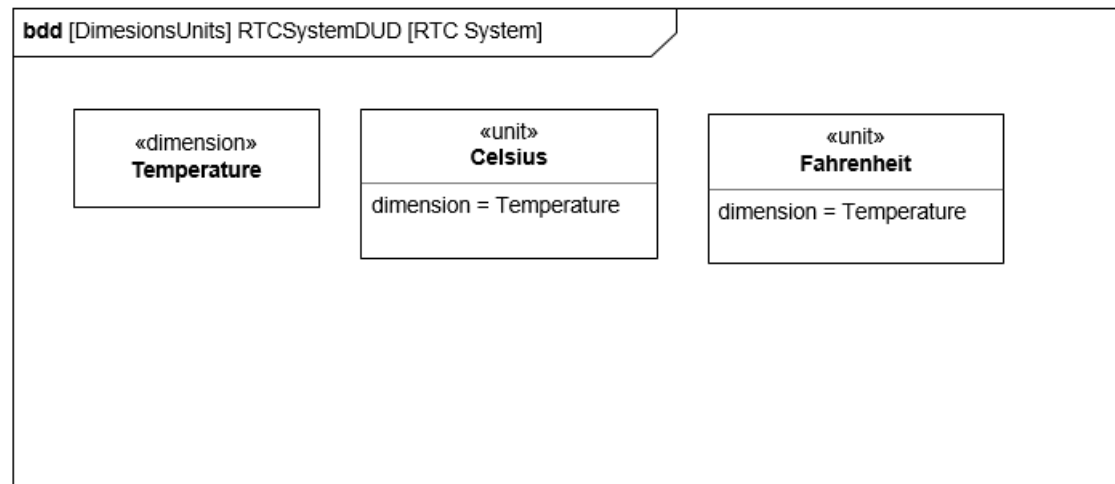 bdd [DimesionsUnits] RTCSystemDUD [RTC System]
«dimension»
Temperature
«unit»
Celsius
dimension = Temperature
«unit»
Fahrenheit
dimension = Temperature